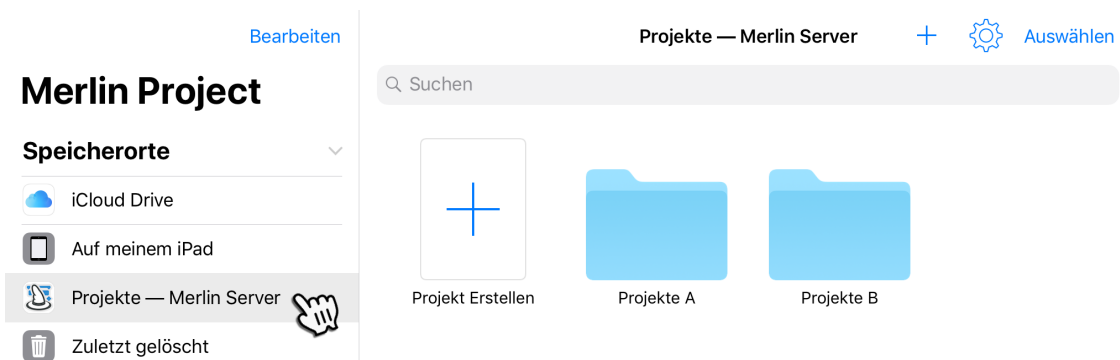 Bearbeiten
Merlin Project
Speicherorte
iCloud Drive
Auf meinem iPad
Projekte — Merlin Server
Zuletzt gelöscht
Projekte — Merlin Server
Auswählen
Suchen
Projekt Erstellen
Projekte A
Projekte B